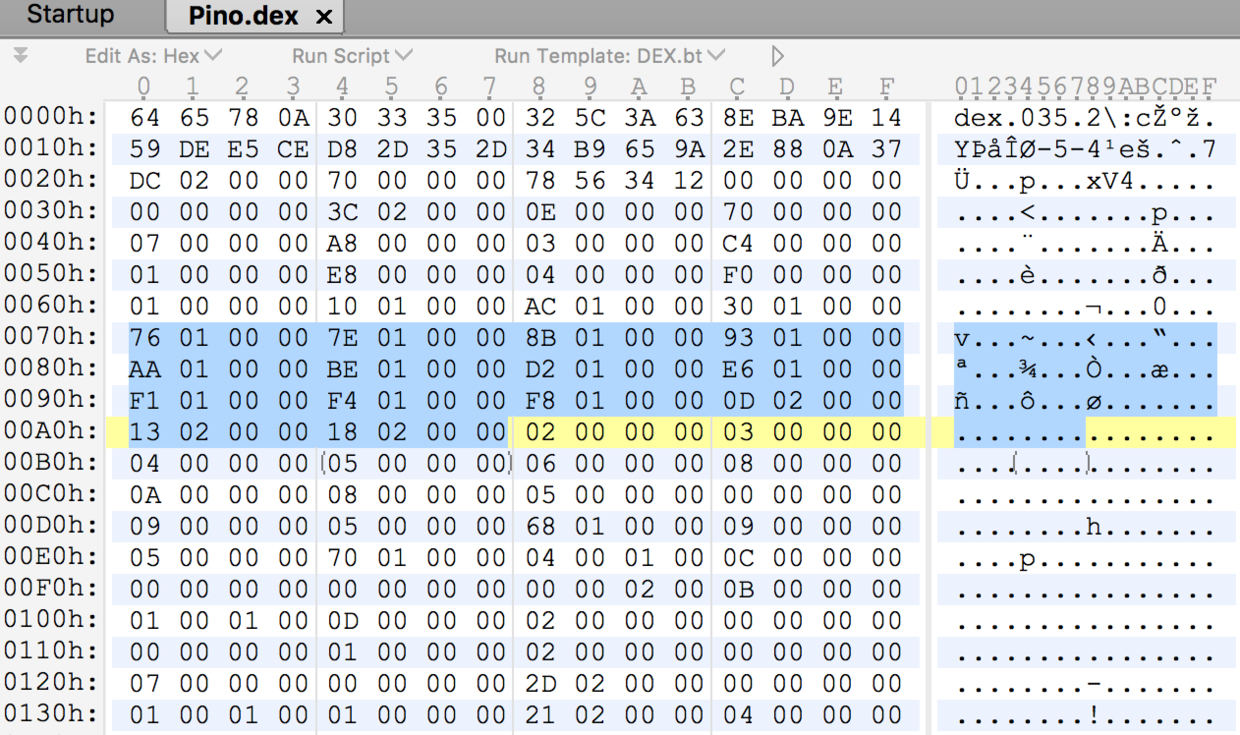 Startup Pino.dex ×
Edit As: Hex Run Script Run Template: DEX.bt
0 1 2 3 4 5 6 7 8 9 A B C D E F 0123456789ABCDEF
0000h: 64 65 78 0A 30 33 35 00 32 5C 3A 63 8E BA 9E 14 dex.035.2\:cŽºž.
0010h: 59 DE E5 CE D8 2D 35 2D 34 B9 65 9A 2E 88 0A 37 YÞåÎØ-5-4¹eš.ˆ.7
0020h: DC 02 00 00 70 00 00 00 78 56 34 12 00 00 00 00 Ü...p...xV4.....
0030h: 00 00 00 00 3C 02 00 00 0E 00 00 00 70 00 00 00 ....<.......p...
0040h: 07 00 00 00 A8 00 00 00 03 00 00 00 C4 00 00 00 ....¨.......Ä...
0050h: 01 00 00 00 E8 00 00 00 04 00 00 00 F0 00 00 00 ....è.......ð...
0060h: 01 00 00 00 10 01 00 00 AC 01 00 00 30 01 00 00 ........¬...0...
0070h: 76 01 00 00 7E 01 00 00 8B 01 00 00 93 01 00 00 v...~...‹...“...
0080h: AA 01 00 00 BE 01 00 00 D2 01 00 00 E6 01 00 00 ª...¾...Ò...æ...
0090h: F1 01 00 00 F4 01 00 00 F8 01 00 00 0D 02 00 00 ñ...ô...ø.......
00A0h: 13 02 00 00 18 02 00 00 02 00 00 00 03 00 00 00 ................
00B0h: 04 00 00 00 05 00 00 00 06 00 00 00 08 00 00 00 ................
00C0h: 0A 00 00 00 08 00 00 00 05 00 00 00 00 00 00 00 ................
00D0h: 09 00 00 00 05 00 00 00 68 01 00 00 09 00 00 00 ........h.......
00E0h: 05 00 00 00 70 01 00 00 04 00 01 00 0C 00 00 00 ....p...........
00F0h: 00 00 00 00 00 00 00 00 00 00 02 00 0B 00 00 00 ................
0100h: 01 00 01 00 0D 00 00 00 02 00 00 00 00 00 00 00 ................
0110h: 00 00 00 00 01 00 00 00 02 00 00 00 00 00 00 00 ................
0120h: 07 00 00 00 00 00 00 00 2D 02 00 00 00 00 00 00 ........-.......
0130h: 01 00 01 00 01 00 00 00 21 02 00 00 04 00 00 00 ........!.......